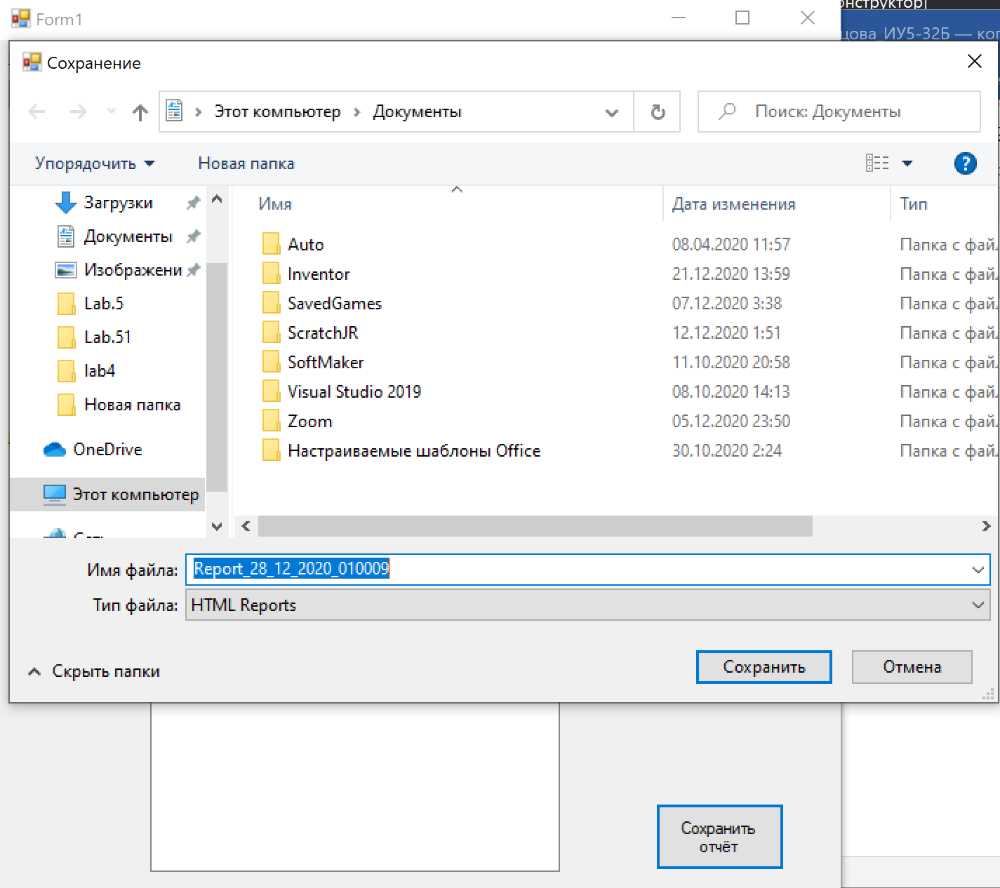 Form1
цова_ИУ5-32Б — ког
Сохранение
Этот компьютер
Документы
Поиск: Документы
Упорядочить
Новая папка
?
Загрузки
Документы
Изображени
Lab.5
Lab.51
lab4
Новая папка
OneDrive
Этот компьютер
Имя Дата изменения Тип
Auto 08.04.2020 11:57 Папка с фай
Inventor 21.12.2020 13:59 Папка с фай
SavedGames 07.12.2020 3:38 Папка с фай
ScratchJR 12.12.2020 1:51 Папка с фай
SoftMaker 11.10.2020 20:58 Папка с фай
Visual Studio 2019 08.10.2020 14:13 Папка с фай
Zoom 05.12.2020 23:50 Папка с фай
Настраиваемые шаблоны Office 30.10.2020 2:24 Папка с фай
Имя файла: Report_28_12_2020_010009
Тип файла: HTML Reports
Скрыть папки
Сохранить
Отмена
Сохранить
отчёт